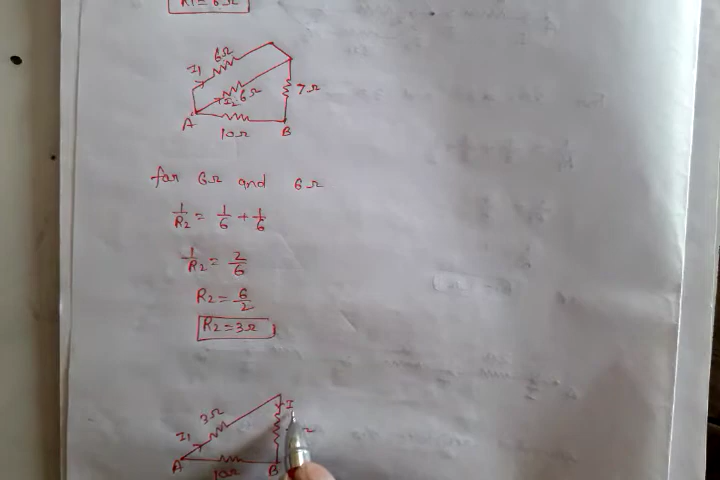 R1=6Ω
I1 6Ω
I2 6Ω
7Ω
A
10Ω
B
for 6Ω and 6Ω
1/R2 = 1/6 + 1/6
1/R2 = 2/6
R2 = 6/2
R2 = 3Ω
I1 3Ω
I
Ω
A
10Ω
B